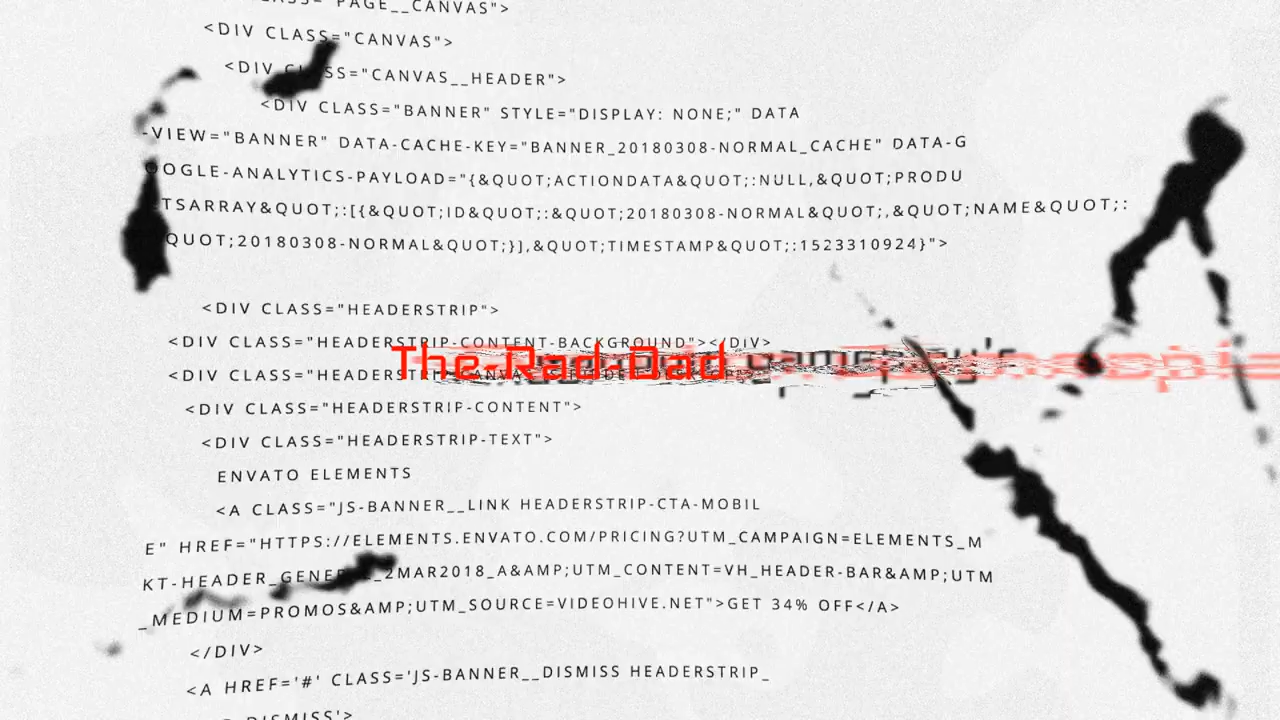 PAGE__CANVAS">
<DIV CLASS="CANVAS">
<DIV CLASS="CANVAS__HEADER">
<DIV CLASS="BANNER" STYLE="DISPLAY: NONE;" DATA
-VIEW="BANNER" DATA-CACHE-KEY="BANNER_20180308-NORMAL_CACHE" DATA-G
OOGLE-ANALYTICS-PAYLOAD="{&QUOT;ACTIONDATA&QUOT;:NULL,&QUOT;PRODU
TSARRAY&QUOT;:[{&QUOT;ID&QUOT;:&QUOT;20180308-NORMAL&QUOT;,&QUOT;NAME&QUOT;:
QUOT;20180308-NORMAL&QUOT;}],&QUOT;TIMESTAMP&QUOT;:1523310924}">
<DIV CLASS="HEADERSTRIP">
<DIV CLASS="HEADERSTRIP-CONTENT-BACKGROUND"></DIV>
The Rad-Dad
<DIV CLASS="HEADERSTRIP-CONTENT">
<DIV CLASS="HEADERSTRIP-TEXT">
ENVATO ELEMENTS
<A CLASS="JS-BANNER__LINK HEADERSTRIP-CTA-MOBIL
E" HREF="HTTPS://ELEMENTS.ENVATO.COM/PRICING?UTM_CAMPAIGN=ELEMENTS_M
KT-HEADER_GENERAL_2MAR2018_A&AMP;UTM_CONTENT=VH_HEADER-BAR&AMP;UTM
_MEDIUM=PROMOS&AMP;UTM_SOURCE=VIDEOHIVE.NET">GET 34% OFF</A>
</DIV>
<A HREF='#' CLASS='JS-BANNER__DISMISS HEADERSTRIP_
DISMISS'>